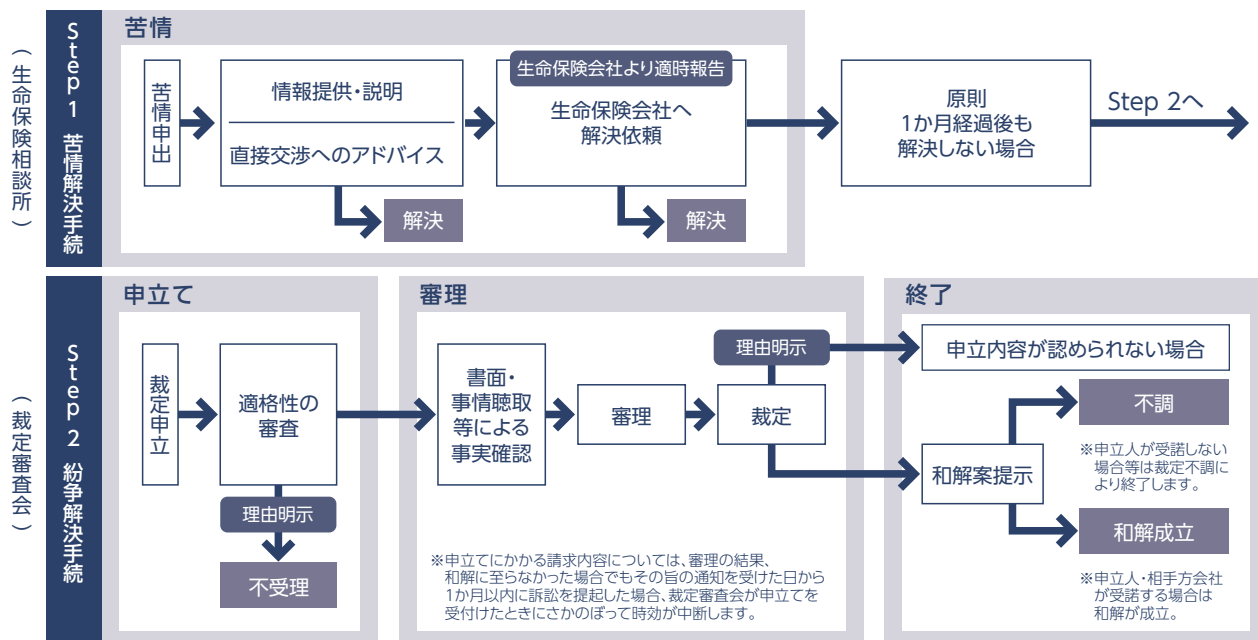 (生命保険相談所)
Step 1 苦情解決手続
苦情
苦情申出
情報提供・説明
直接交渉へのアドバイス
解決
生命保険会社より適時報告
生命保険会社へ
解決依頼
解決
原則
1か月経過後も
解決しない場合
Step 2へ
(裁定審査会)
Step 2 紛争解決手続
申立て
裁定申立
適格性の
審査
理由明示
不受理
審理
書面・
事情聴取
等による
事実確認
審理
裁定
理由明示
※申立てにかかる請求内容については、審理の結果、
和解に至らなかった場合でもその旨の通知を受けた日から
1か月以内に訴訟を提起した場合、裁定審査会が申立てを
受付けたときにさかのぼって時効が中断します。
終了
申立内容が認められない場合
和解案提示
不調
※申立人が受諾しない
場合等は裁定不調に
より終了します。
和解成立
※申立人・相手方会社
が受諾する場合は
和解が成立。